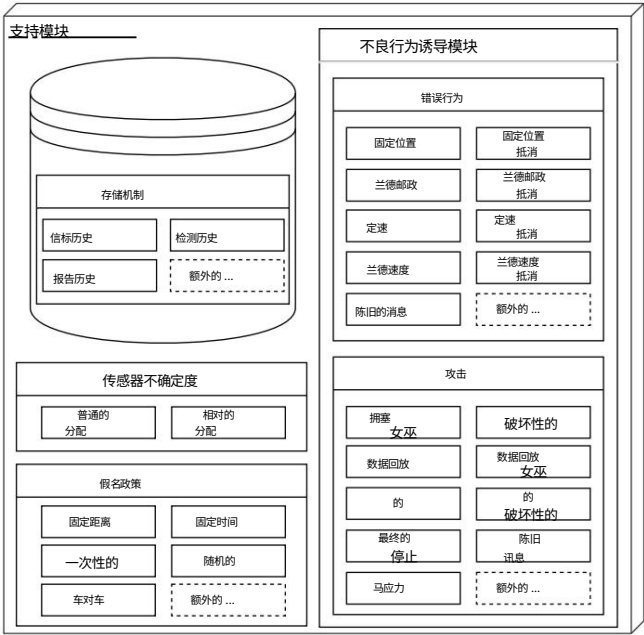 支持模块
存储机制
信标历史
检测历史
报告历史
额外的 ...
传感器不确定度
普通的
分配
相对的
分配
假名政策
固定距离
固定时间
一次性的
随机的
车对车
额外的 ...
不良行为诱导模块
错误行为
固定位置
固定位置
抵消
兰德邮政
兰德邮政
抵消
定速
定速
抵消
兰德速度
兰德速度
抵消
陈旧的消息
额外的 ...
攻击
拥塞
女巫
破坏性的
数据回放
数据回放
女巫
的
的
破坏性的
最终的
停止
陈旧
讯息
马应力
额外的 ...